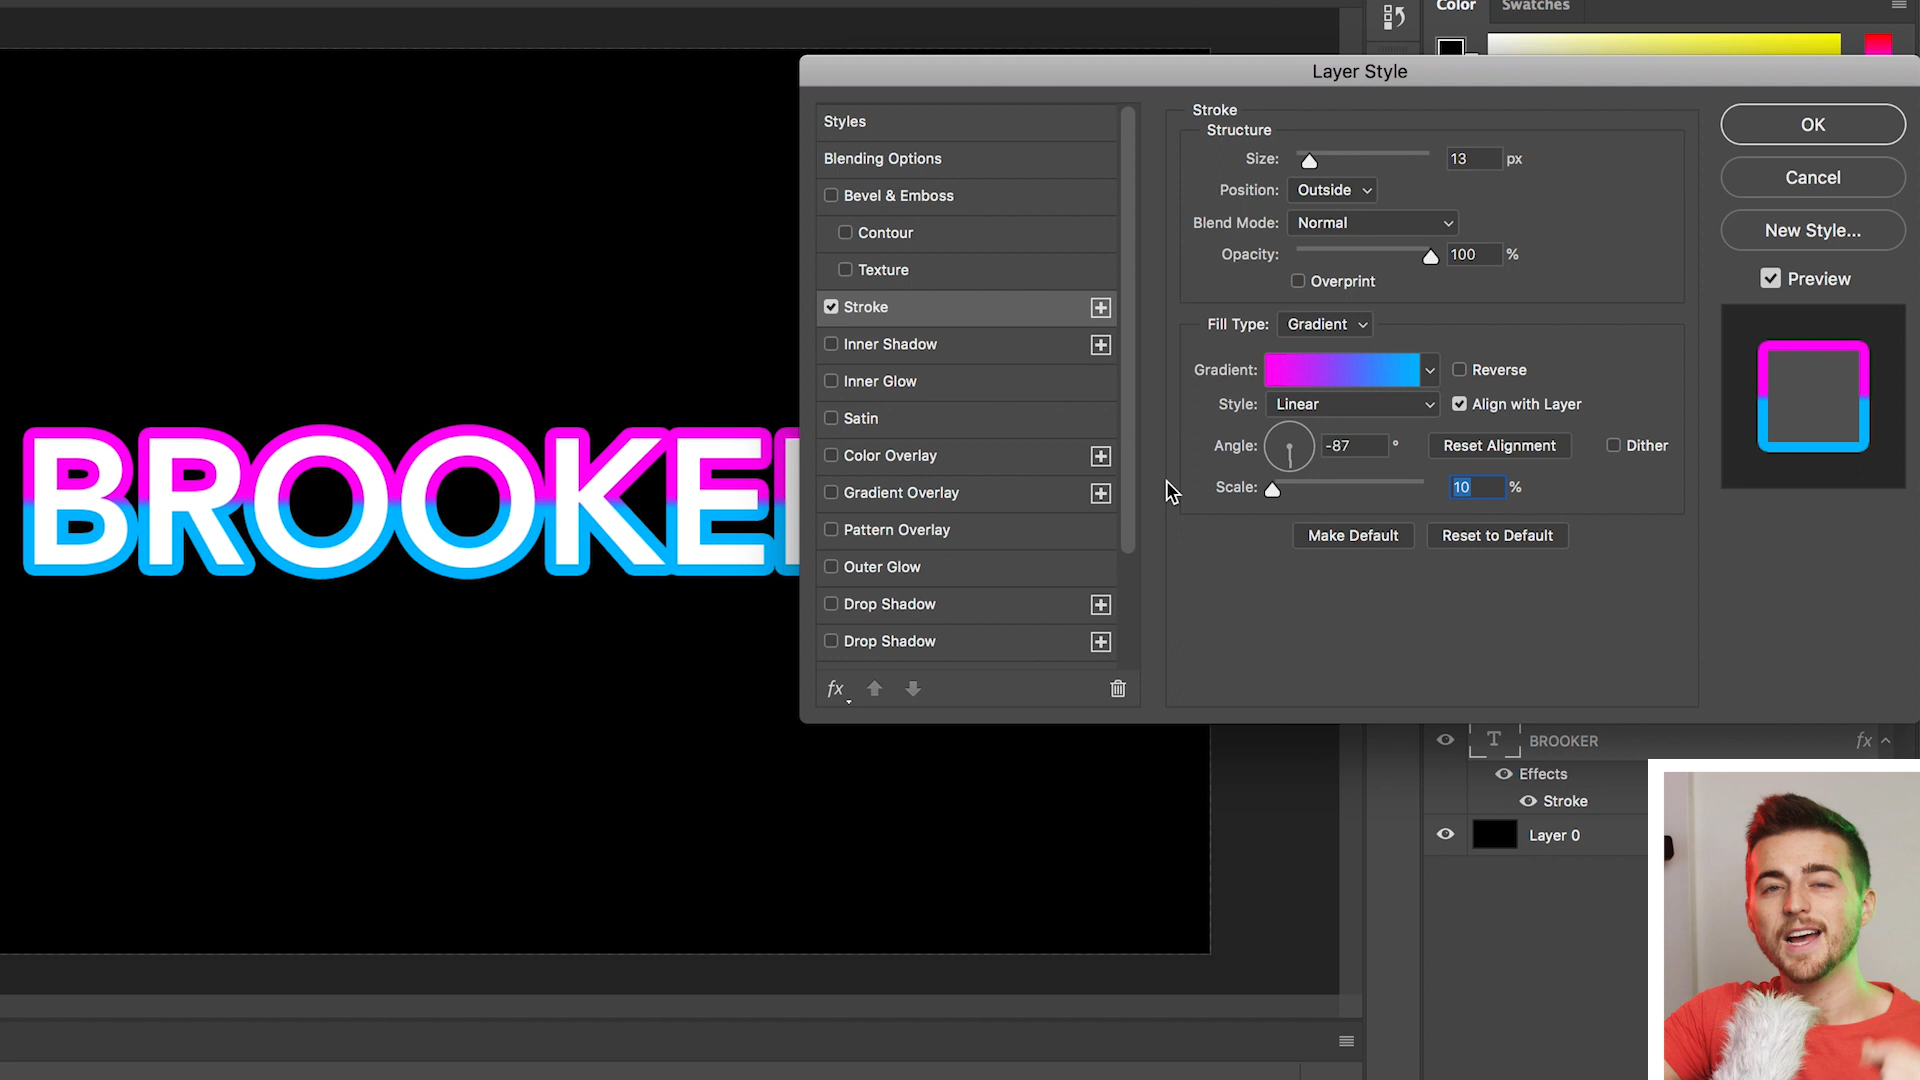 Color
Swatches
Layer Style
Styles
Blending Options
Bevel & Emboss
Contour
Texture
Stroke
Inner Shadow
Inner Glow
Satin
Color Overlay
Gradient Overlay
Pattern Overlay
Outer Glow
Drop Shadow
Drop Shadow
fx
Stroke
Structure
Size: 13 px
Position: Outside
Blend Mode: Normal
Opacity: 100 %
Overprint
Fill Type: Gradient
Gradient: Reverse
Style: Linear Align with Layer
Angle: -87 ° Reset Alignment Dither
Scale: 10 %
Make Default Reset to Default
OK
Cancel
New Style...
Preview
BROOKE
T BROOKER fx
Effects
Stroke
Layer 0